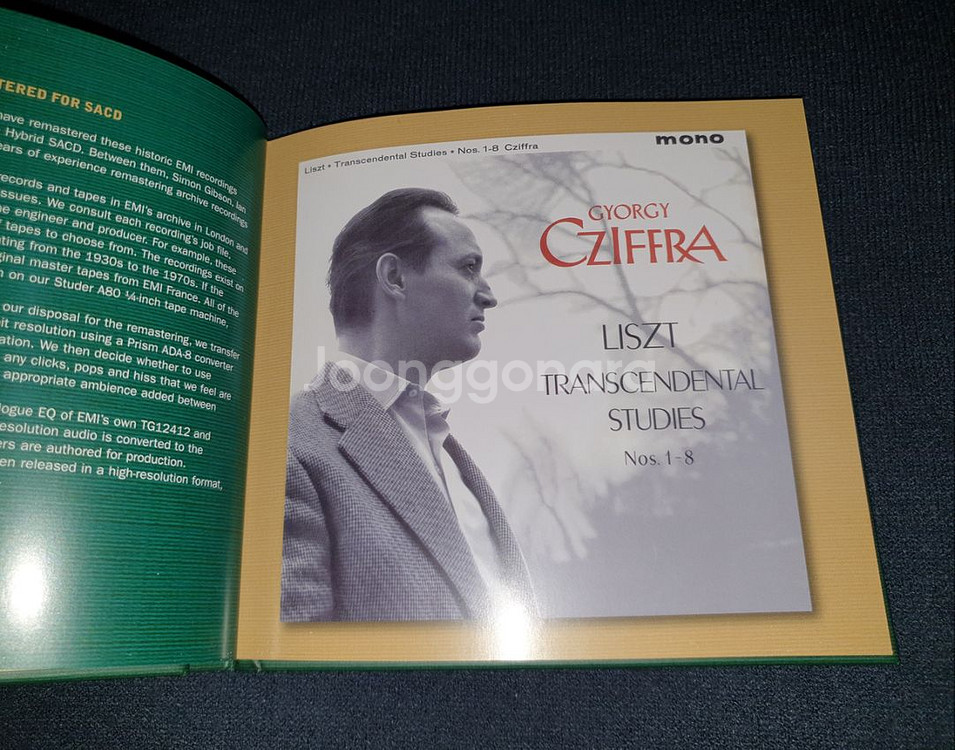 TERED FOR SACD
have remastered these historic EMI recordings
Hybrid SACD. Between them, Simon Gibson, Ian
ears of experience remastering archive recordings
records and tapes in EMI's archive in London and
issues. We consult each recording's job file,
e engineer and producer. For example, these
tapes to choose from. The recordings exist on
ting from the 1930s to the 1970s. If the
ginal master tapes from EMI France. All of the
on our Studer A80 ¼-inch tape machine,
our disposal for the remastering, we transfer
bit resolution using a Prism ADA-8 converter
ation. We then decide whether to use
any clicks, pops and hiss that we feel are
appropriate ambience added between
logue EQ of EMI's own TG12412 and
resolution audio is converted to the
ers are authored for production.
en released in a high-resolution format,
Liszt • Transcendental Studies • Nos. 1-8 Cziffra
mono
GYORGY
CZIFFRA
LISZT
TRANSCENDENTAL
STUDIES
Nos. 1-8
Joonggonara